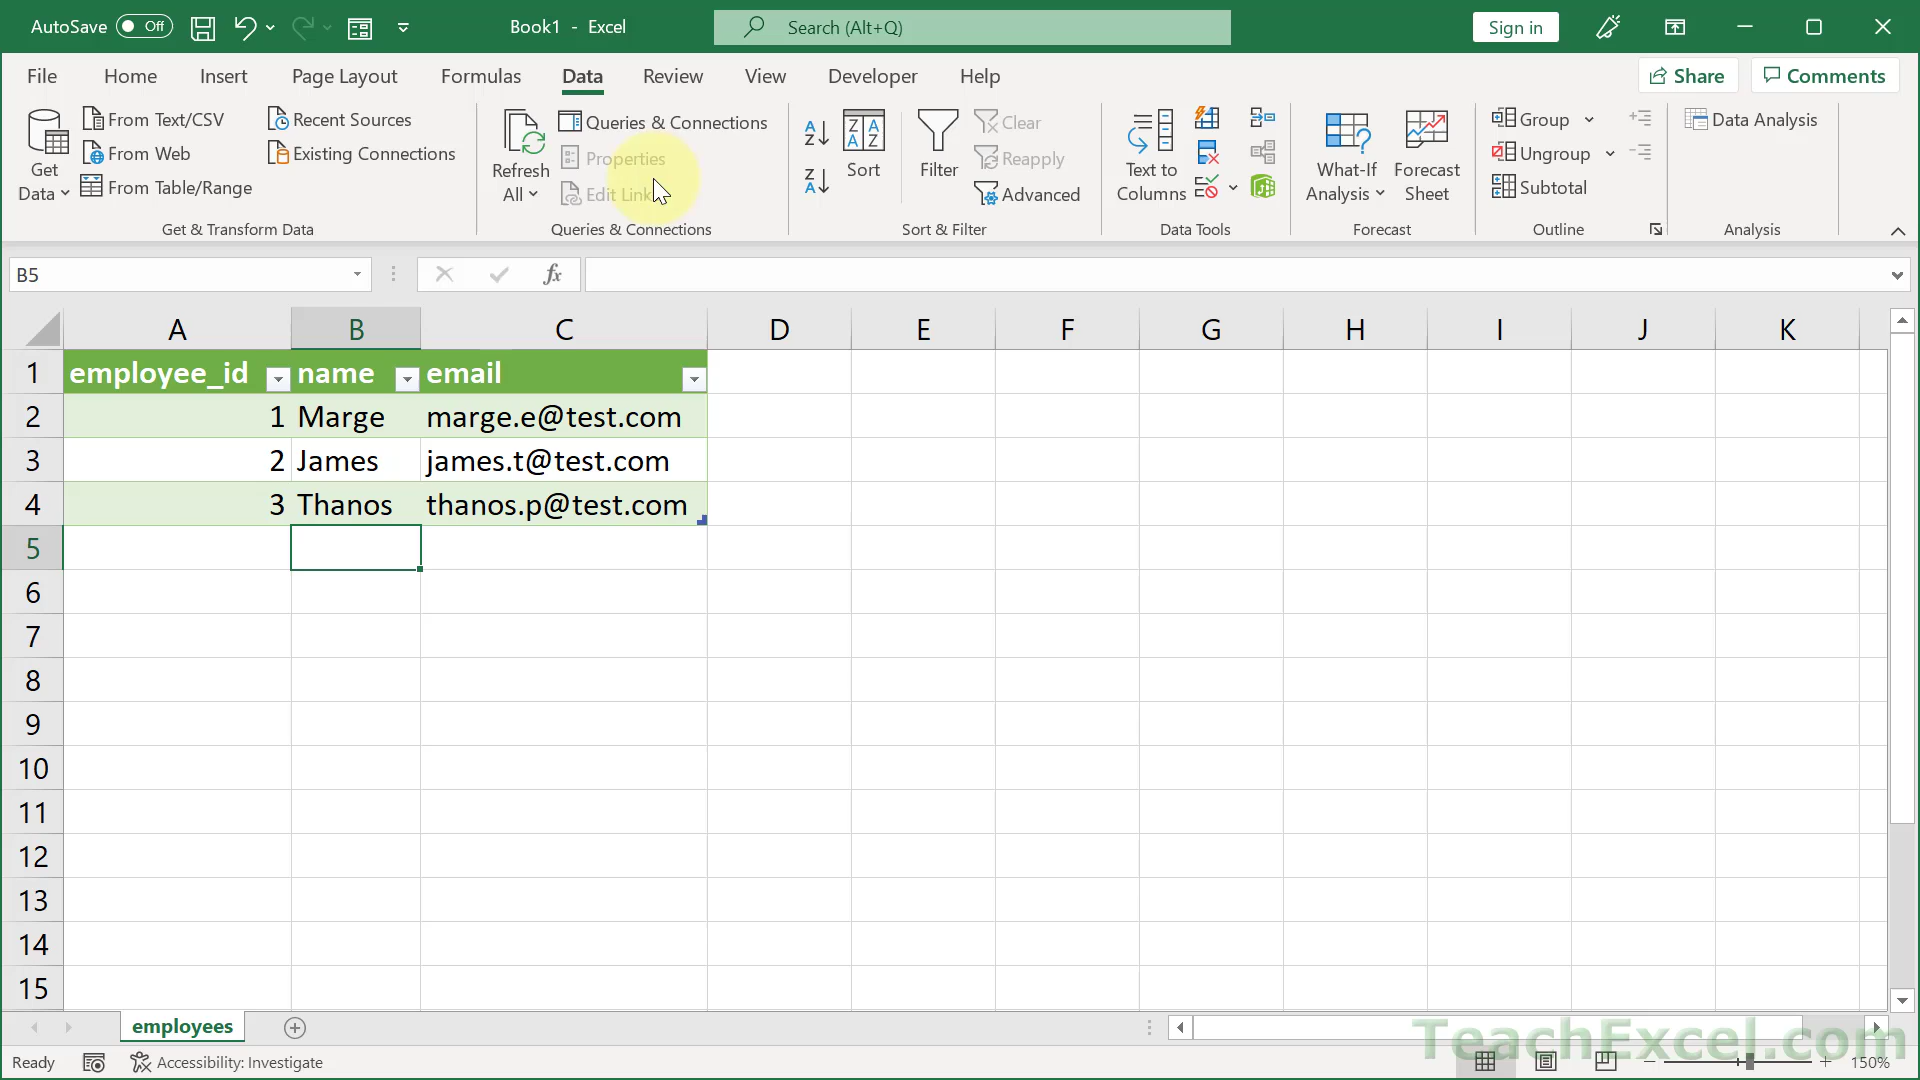 AutoSave Off Book1 - Excel Search (Alt+Q) Sign in
File Home Insert Page Layout Formulas Data Review View Developer Help Share Comments
Get Data
From Text/CSV
From Web
From Table/Range
Recent Sources
Existing Connections
Get & Transform Data
Refresh All
Queries & Connections
Properties
Edit Link
Queries & Connections
Sort
Filter
Clear
Reapply
Advanced
Sort & Filter
Text to Columns
Data Tools
What-If Analysis
Forecast Sheet
Forecast
Group
Ungroup
Subtotal
Outline
Data Analysis
Analysis
B5 fx
A B C D E F G H I J K
1 employee_id name email
2 1 Marge marge.e@test.com
3 2 James james.t@test.com
4 3 Thanos thanos.p@test.com
5
6
7
8
9
10
11
12
13
14
15
employees
TeachExcel.com
Ready Accessibility: Investigate 150%